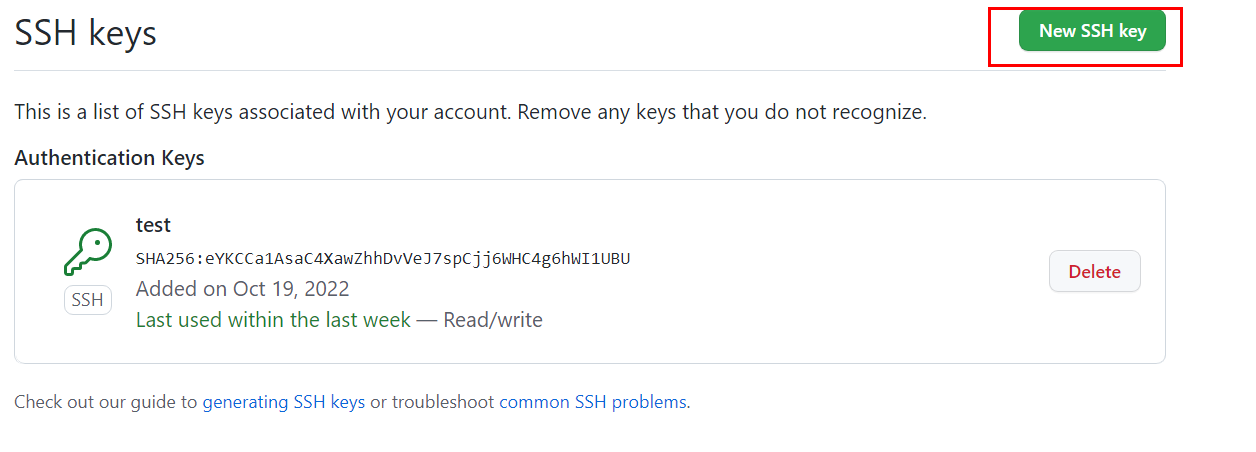 SSH keys
New SSH key
This is a list of SSH keys associated with your account. Remove any keys that you do not recognize.
Authentication Keys
test
SHA256:eYKCCa1AsaC4XawZhhDvVeJ7spCjj6WHC4g6hWI1UBU
SSH
Added on Oct 19, 2022
Delete
Last used within the last week — Read/write
Check out our guide to generating SSH keys or troubleshoot common SSH problems.